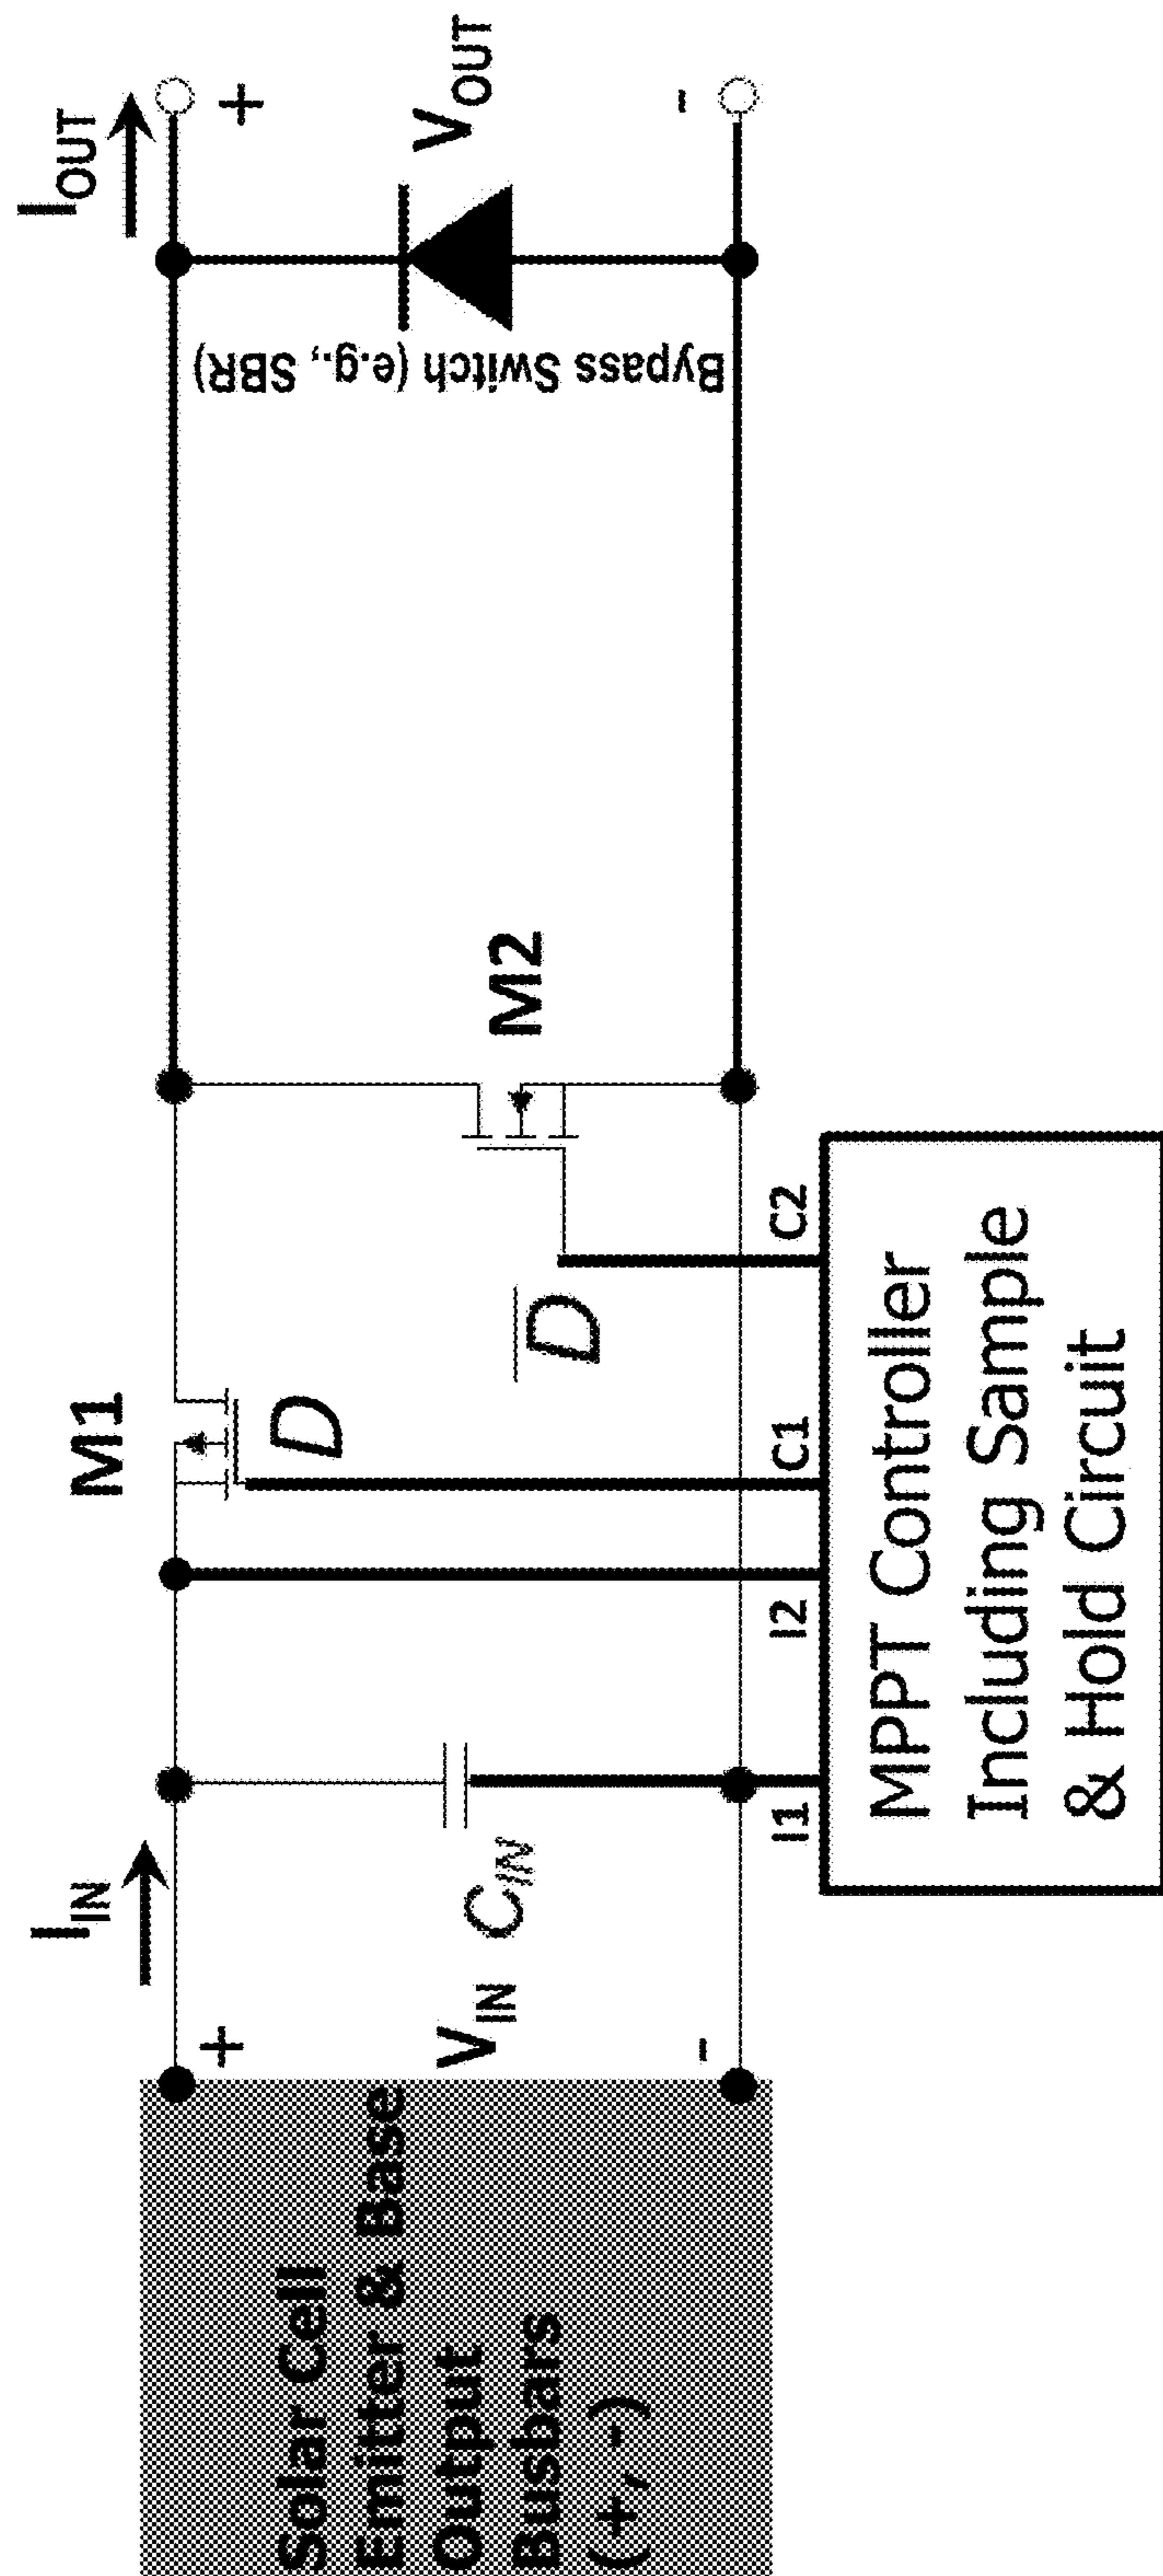 Solar Cell
Emitter & Base
Output
Busbars
(+, -)
+
V_IN
-
I_IN
C_IN
M1
D
D̅
M2
I1
I2
C1
C2
MPPT Controller
Including Sample
& Hold Circuit
Bypass Switch (e.g., SBR)
I_OUT
+
V_OUT
-